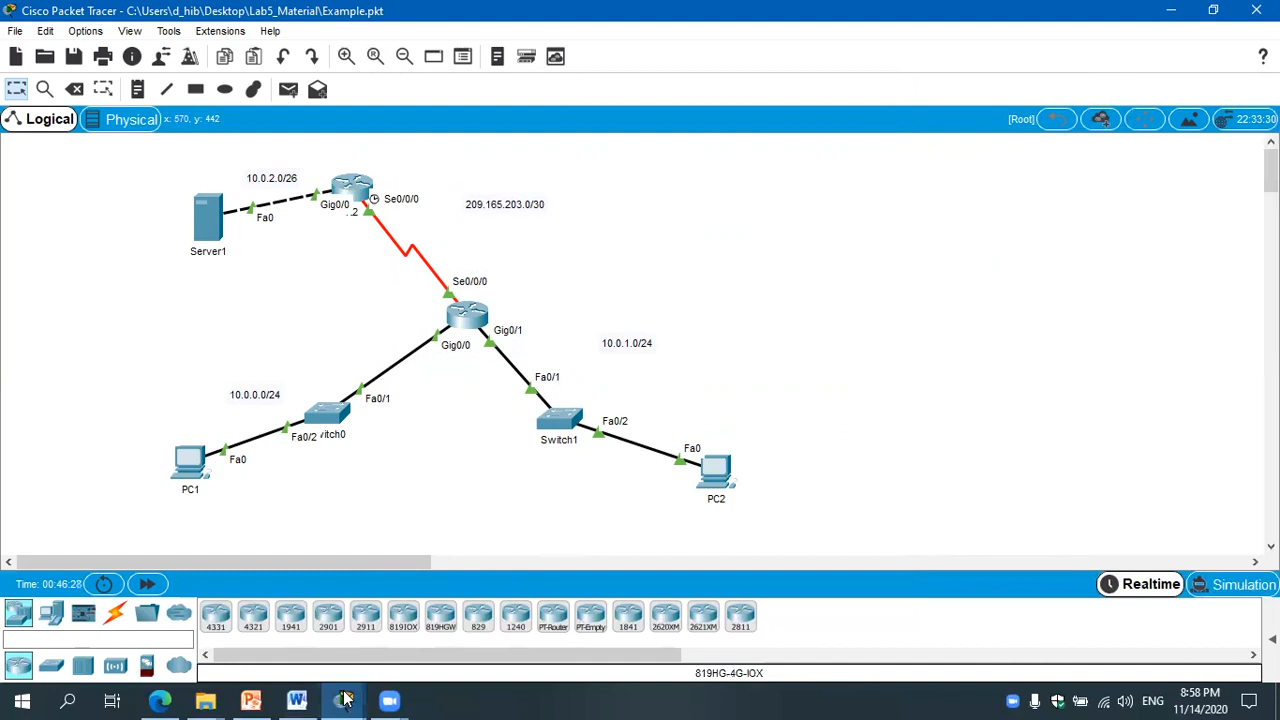 Cisco Packet Tracer - C:\Users\d_hib\Desktop\Lab5_Material\Example.pkt
File Edit Options View Tools Extensions Help
?
Logical Physical x: 570, y: 442 [Root] 22:33:30
10.0.2.0/26
Se0/0/0
Gig0/0
209.165.203.0/30
..2
Fa0
Server1
Se0/0/0
Gig0/1
10.0.1.0/24
Gig0/0
Fa0/1
10.0.0.0/24
Fa0/1
Fa0/2
Fa0/2 witch0
Switch1
Fa0
Fa0
PC1
PC2
Time: 00:46:28 Realtime Simulation
4331 4321 1941 2901 2911 819IOX 819HGW 829 1240 PT-Router PT-Empty 1841 2620XM 2621XM 2811
819HG-4G-IOX
ENG
8:58 PM
11/14/2020